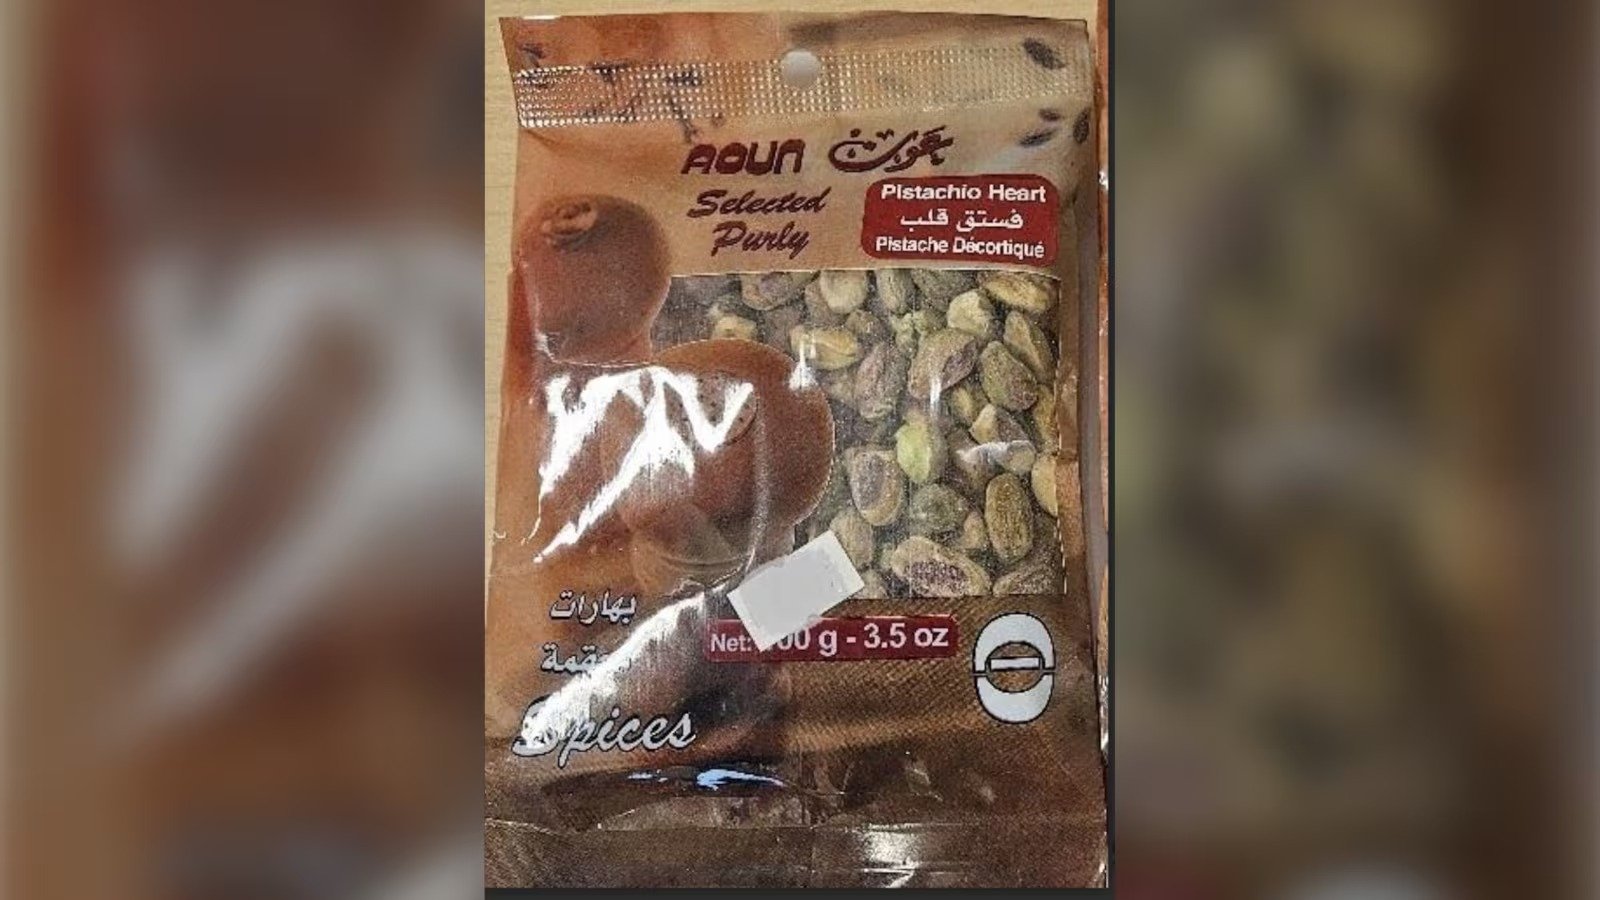 AOUN عون
Selected
Purly
Pistachio Heart
فستق قلب
Pistache Décortiqué
بهارات
Net: g - 3.5 oz
Spices